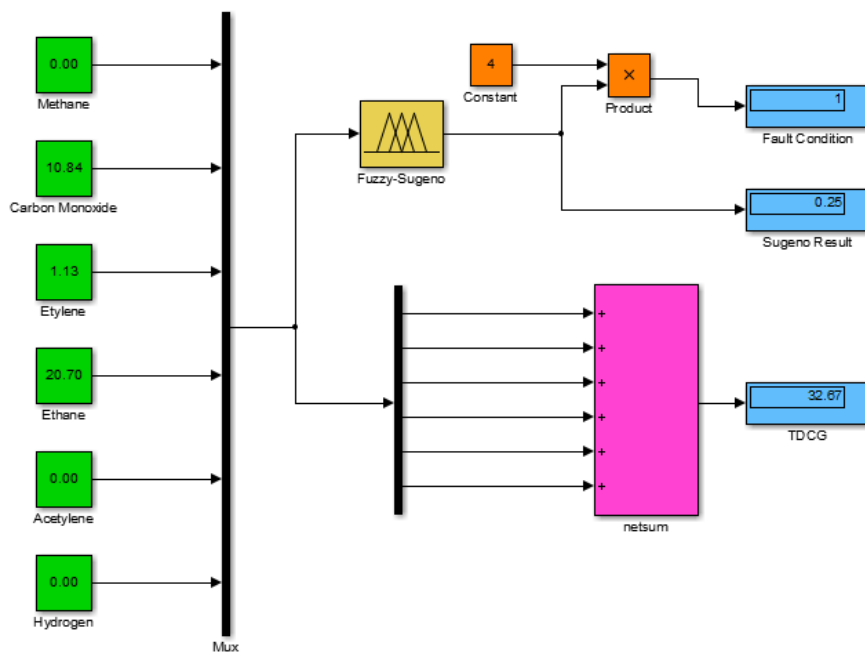 0.00
Methane
10.84
Carbon Monoxide
1.13
Etylene
20.70
Ethane
0.00
Acetylene
0.00
Hydrogen
Mux
Fuzzy-Sugeno
4
Constant
×
Product
1
Fault Condition
0.25
Sugeno Result
+
+
+
+
+
+
netsum
32.67
TDCG